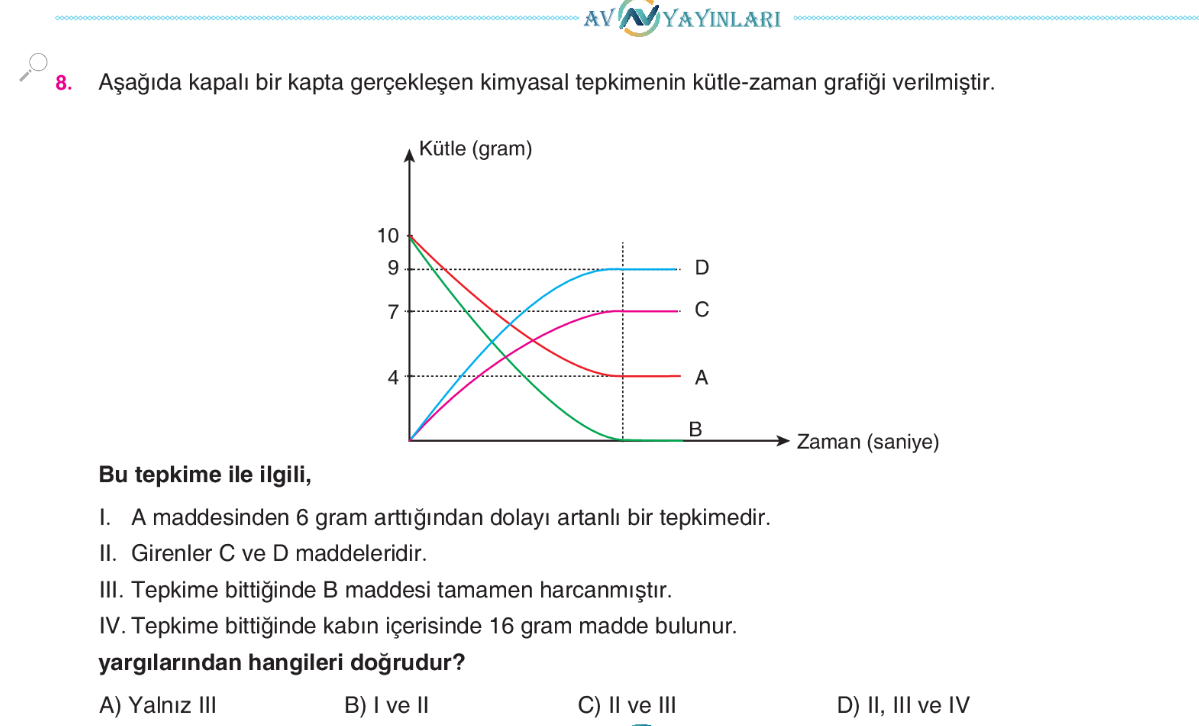 AV YAYINLARI
8. Aşağıda kapalı bir kapta gerçekleşen kimyasal tepkimenin kütle-zaman grafiği verilmiştir.
Kütle (gram)
10
9
D
7
C
4
A
B
Zaman (saniye)
Bu tepkime ile ilgili,
I. A maddesinden 6 gram arttığından dolayı artanlı bir tepkimedir.
II. Girenler C ve D maddeleridir.
III. Tepkime bittiğinde B maddesi tamamen harcanmıştır.
IV. Tepkime bittiğinde kabın içerisinde 16 gram madde bulunur.
yargılarından hangileri doğrudur?
A) Yalnız III B) I ve II C) II ve III D) II, III ve IV